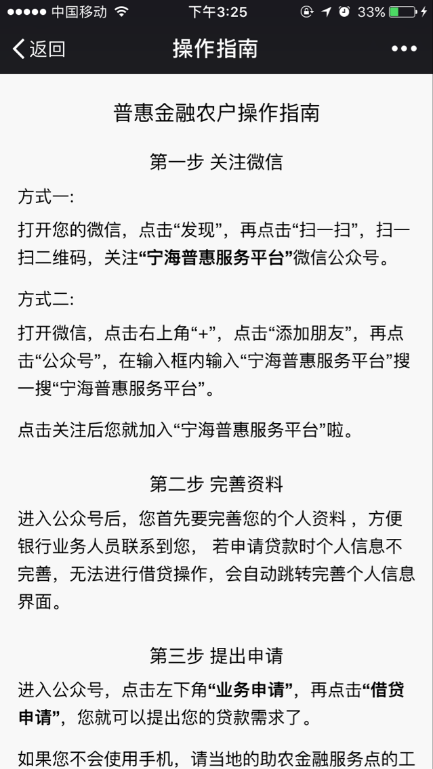 中国移动 下午3:25 33%
返回 操作指南
普惠金融农户操作指南
第一步 关注微信
方式一:
打开您的微信，点击“发现”，再点击“扫一扫”，扫一
扫二维码，关注“宁海普惠服务平台”微信公众号。
方式二:
打开微信，点击右上角“+”，点击“添加朋友”，再点
击“公众号”，在输入框内输入“宁海普惠服务平台”搜
一搜“宁海普惠服务平台”。
点击关注后您就加入“宁海普惠服务平台”啦。
第二步 完善资料
进入公众号后，您首先要完善您的个人资料 ，方便
银行业务人员联系到您， 若申请贷款时个人信息不
完善，无法进行借贷操作，会自动跳转完善个人信息
界面。
第三步 提出申请
进入公众号，点击左下角“业务申请”，再点击“借贷
申请”，您就可以提出您的贷款需求了。
如果您不会使用手机，请当地的助农金融服务点的工